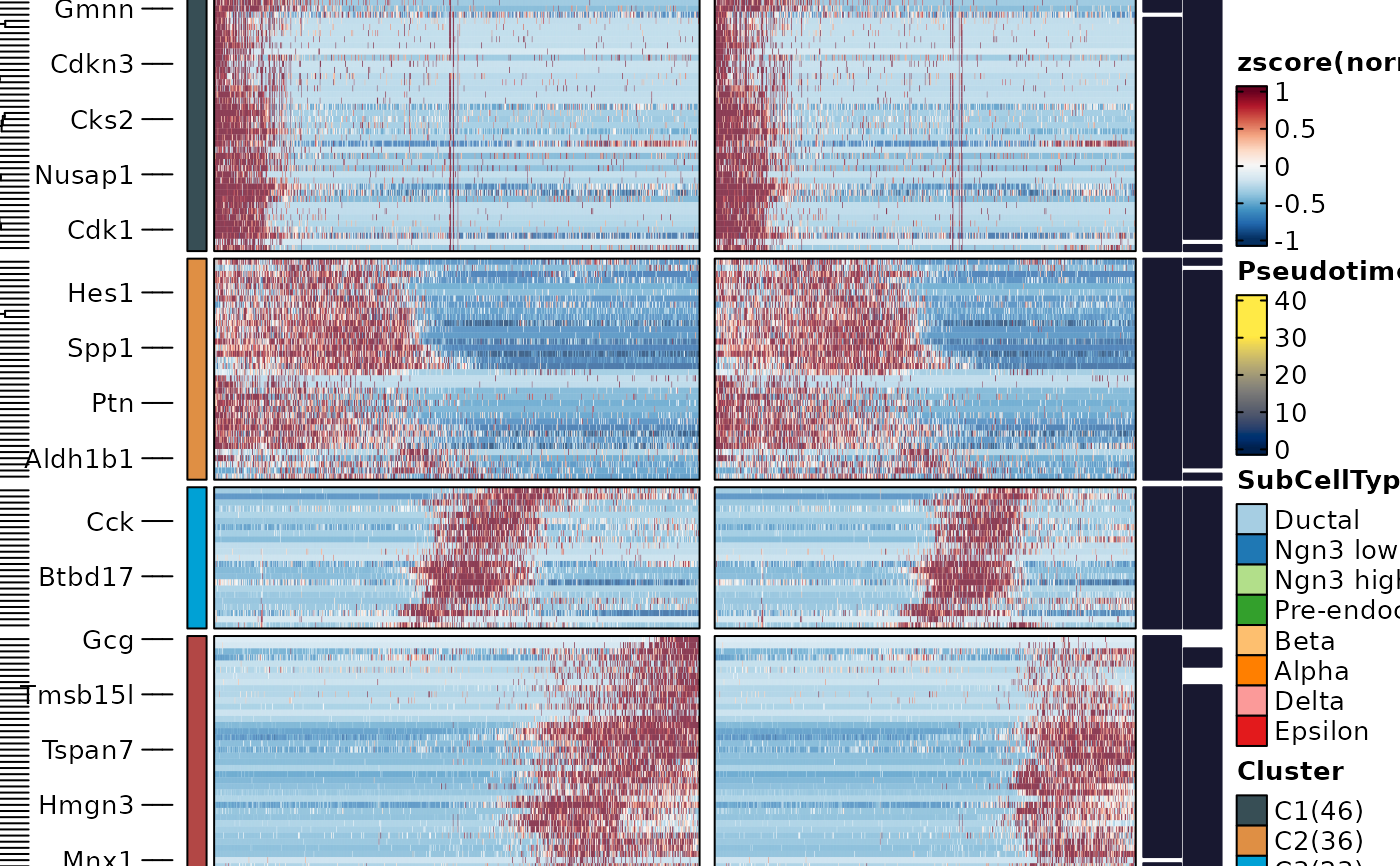 Gmnn
Cdkn3
Cks2
Nusap1
Cdk1
Hes1
Spp1
Ptn
Aldh1b1
Cck
Btbd17
Gcg
Tmsb15l
Tspan7
Hmgn3
Mnx1
zscore(nor
1
0.5
0
-0.5
-1
Pseudotime
40
30
20
10
0
SubCellTyp
Ductal
Ngn3 low
Ngn3 high
Pre-endoc
Beta
Alpha
Delta
Epsilon
Cluster
C1(46)
C2(36)